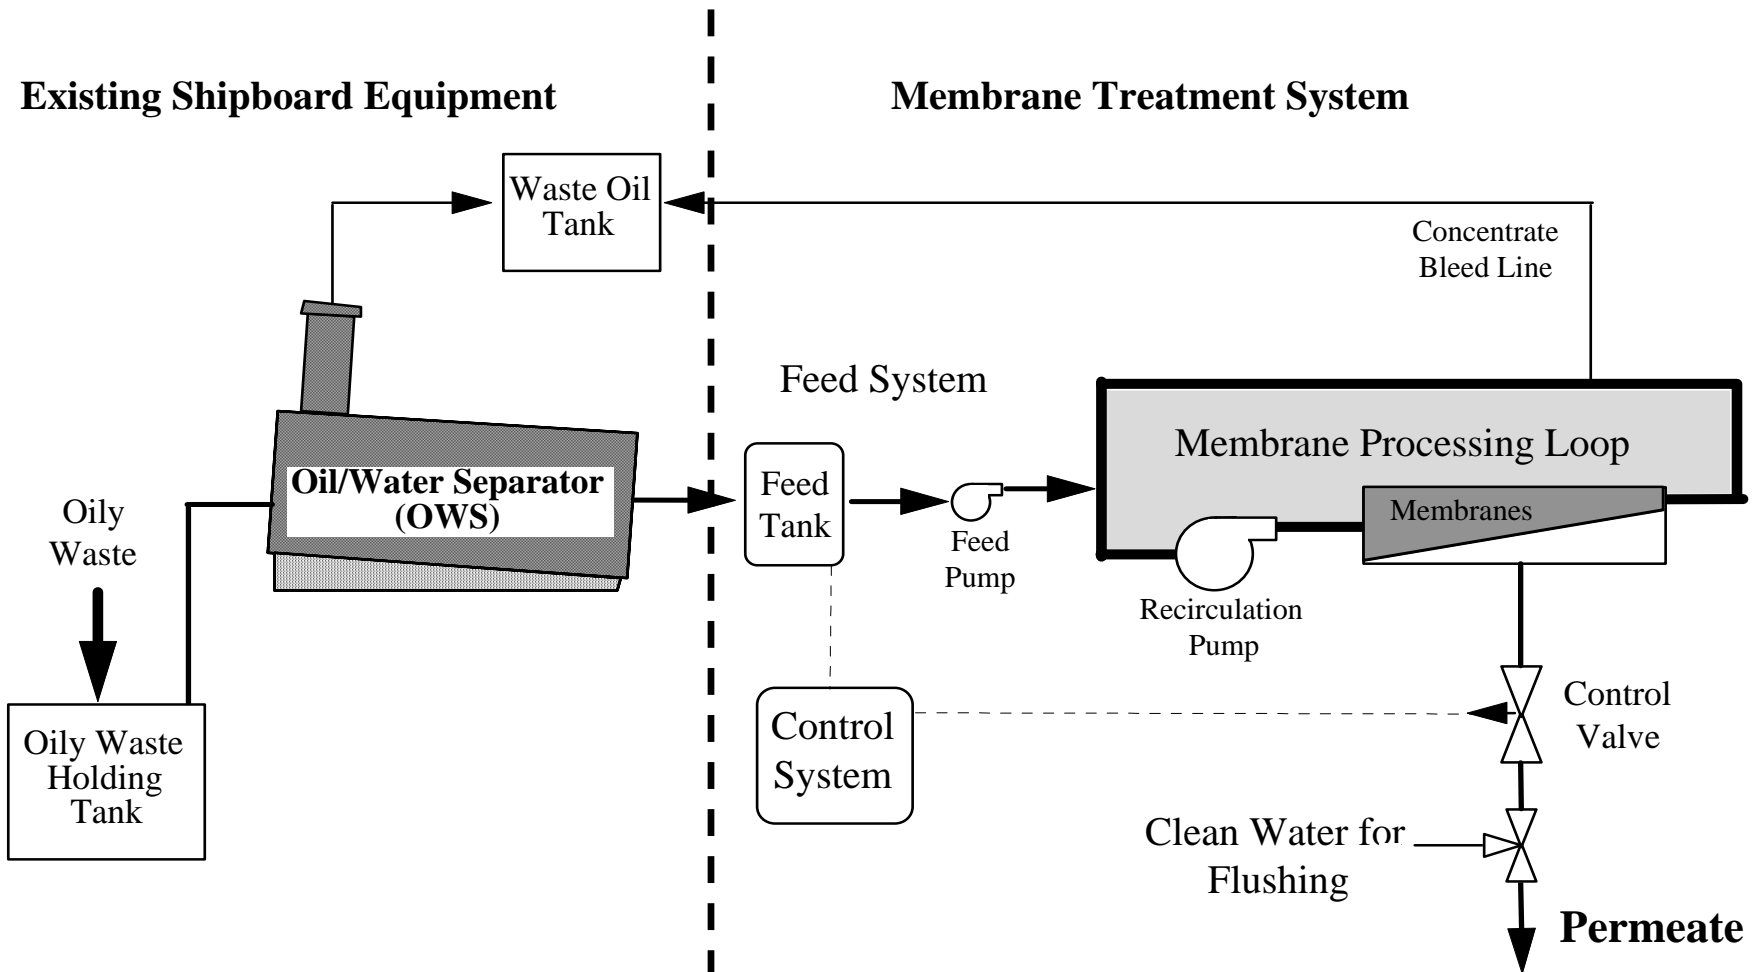 Existing Shipboard Equipment
Membrane Treatment System
Waste Oil
Tank
Concentrate
Bleed Line
Feed System
Membrane Processing Loop
Oil/Water Separator
(OWS)
Feed
Tank
Membranes
Oily
Waste
Feed
Pump
Recirculation
Pump
Control
System
Control
Valve
Oily Waste
Holding
Tank
Clean Water for
Flushing
Permeate